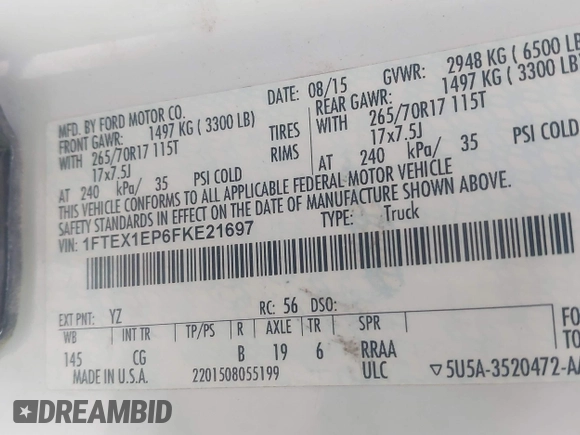 MFD. BY FORD MOTOR CO.
DATE: 08/15 GVWR: 2948 KG ( 6500 LB
FRONT GAWR: 1497 KG ( 3300 LB)
REAR GAWR: 1497 KG ( 3300 LB)
WITH 265/70R17 115T TIRES WITH 265/70R17 115T
17x7.5J RIMS 17x7.5J
AT 240 kPa/ 35 PSI COLD AT 240 kPa/ 35 PSI COLD
THIS VEHICLE CONFORMS TO ALL APPLICABLE FEDERAL MOTOR VEHICLE
SAFETY STANDARDS IN EFFECT ON THE DATE OF MANUFACTURE SHOWN ABOVE.
VIN: 1FTEX1EP6FKE21697 TYPE: Truck
EXT PNT: YZ RC: 56 DSO:
WB INT TR TP/PS R AXLE TR SPR
145 CG B 19 6 RRAA
MADE IN U.S.A. 2201508055199 ULC ▽5U5A-3520472-AA
FO
TO
DREAMBID